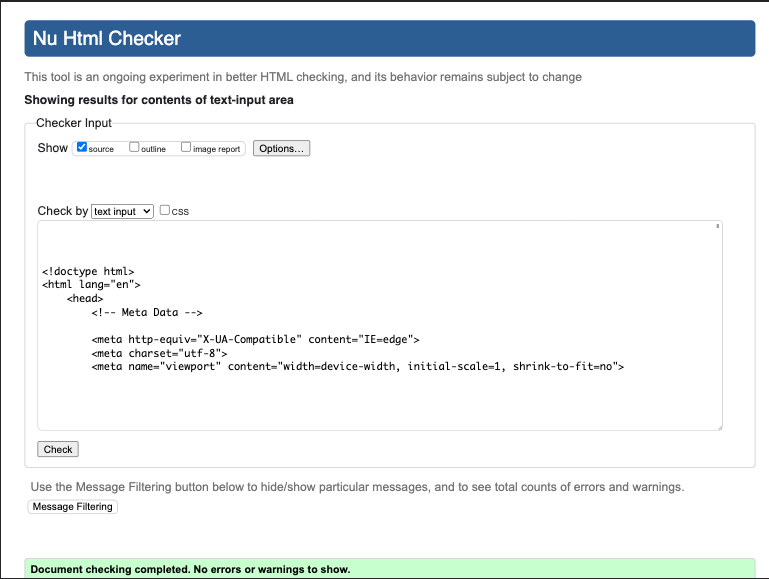 Nu Html Checker
This tool is an ongoing experiment in better HTML checking, and its behavior remains subject to change
Showing results for contents of text-input area
Checker Input
Show source outline image report Options...
Check by text input css
<!doctype html>
<html lang="en">
    <head>
        <!-- Meta Data -->
        <meta http-equiv="X-UA-Compatible" content="IE=edge">
        <meta charset="utf-8">
        <meta name="viewport" content="width=device-width, initial-scale=1, shrink-to-fit=no">
Check
Use the Message Filtering button below to hide/show particular messages, and to see total counts of errors and warnings.
Message Filtering
Document checking completed. No errors or warnings to show.